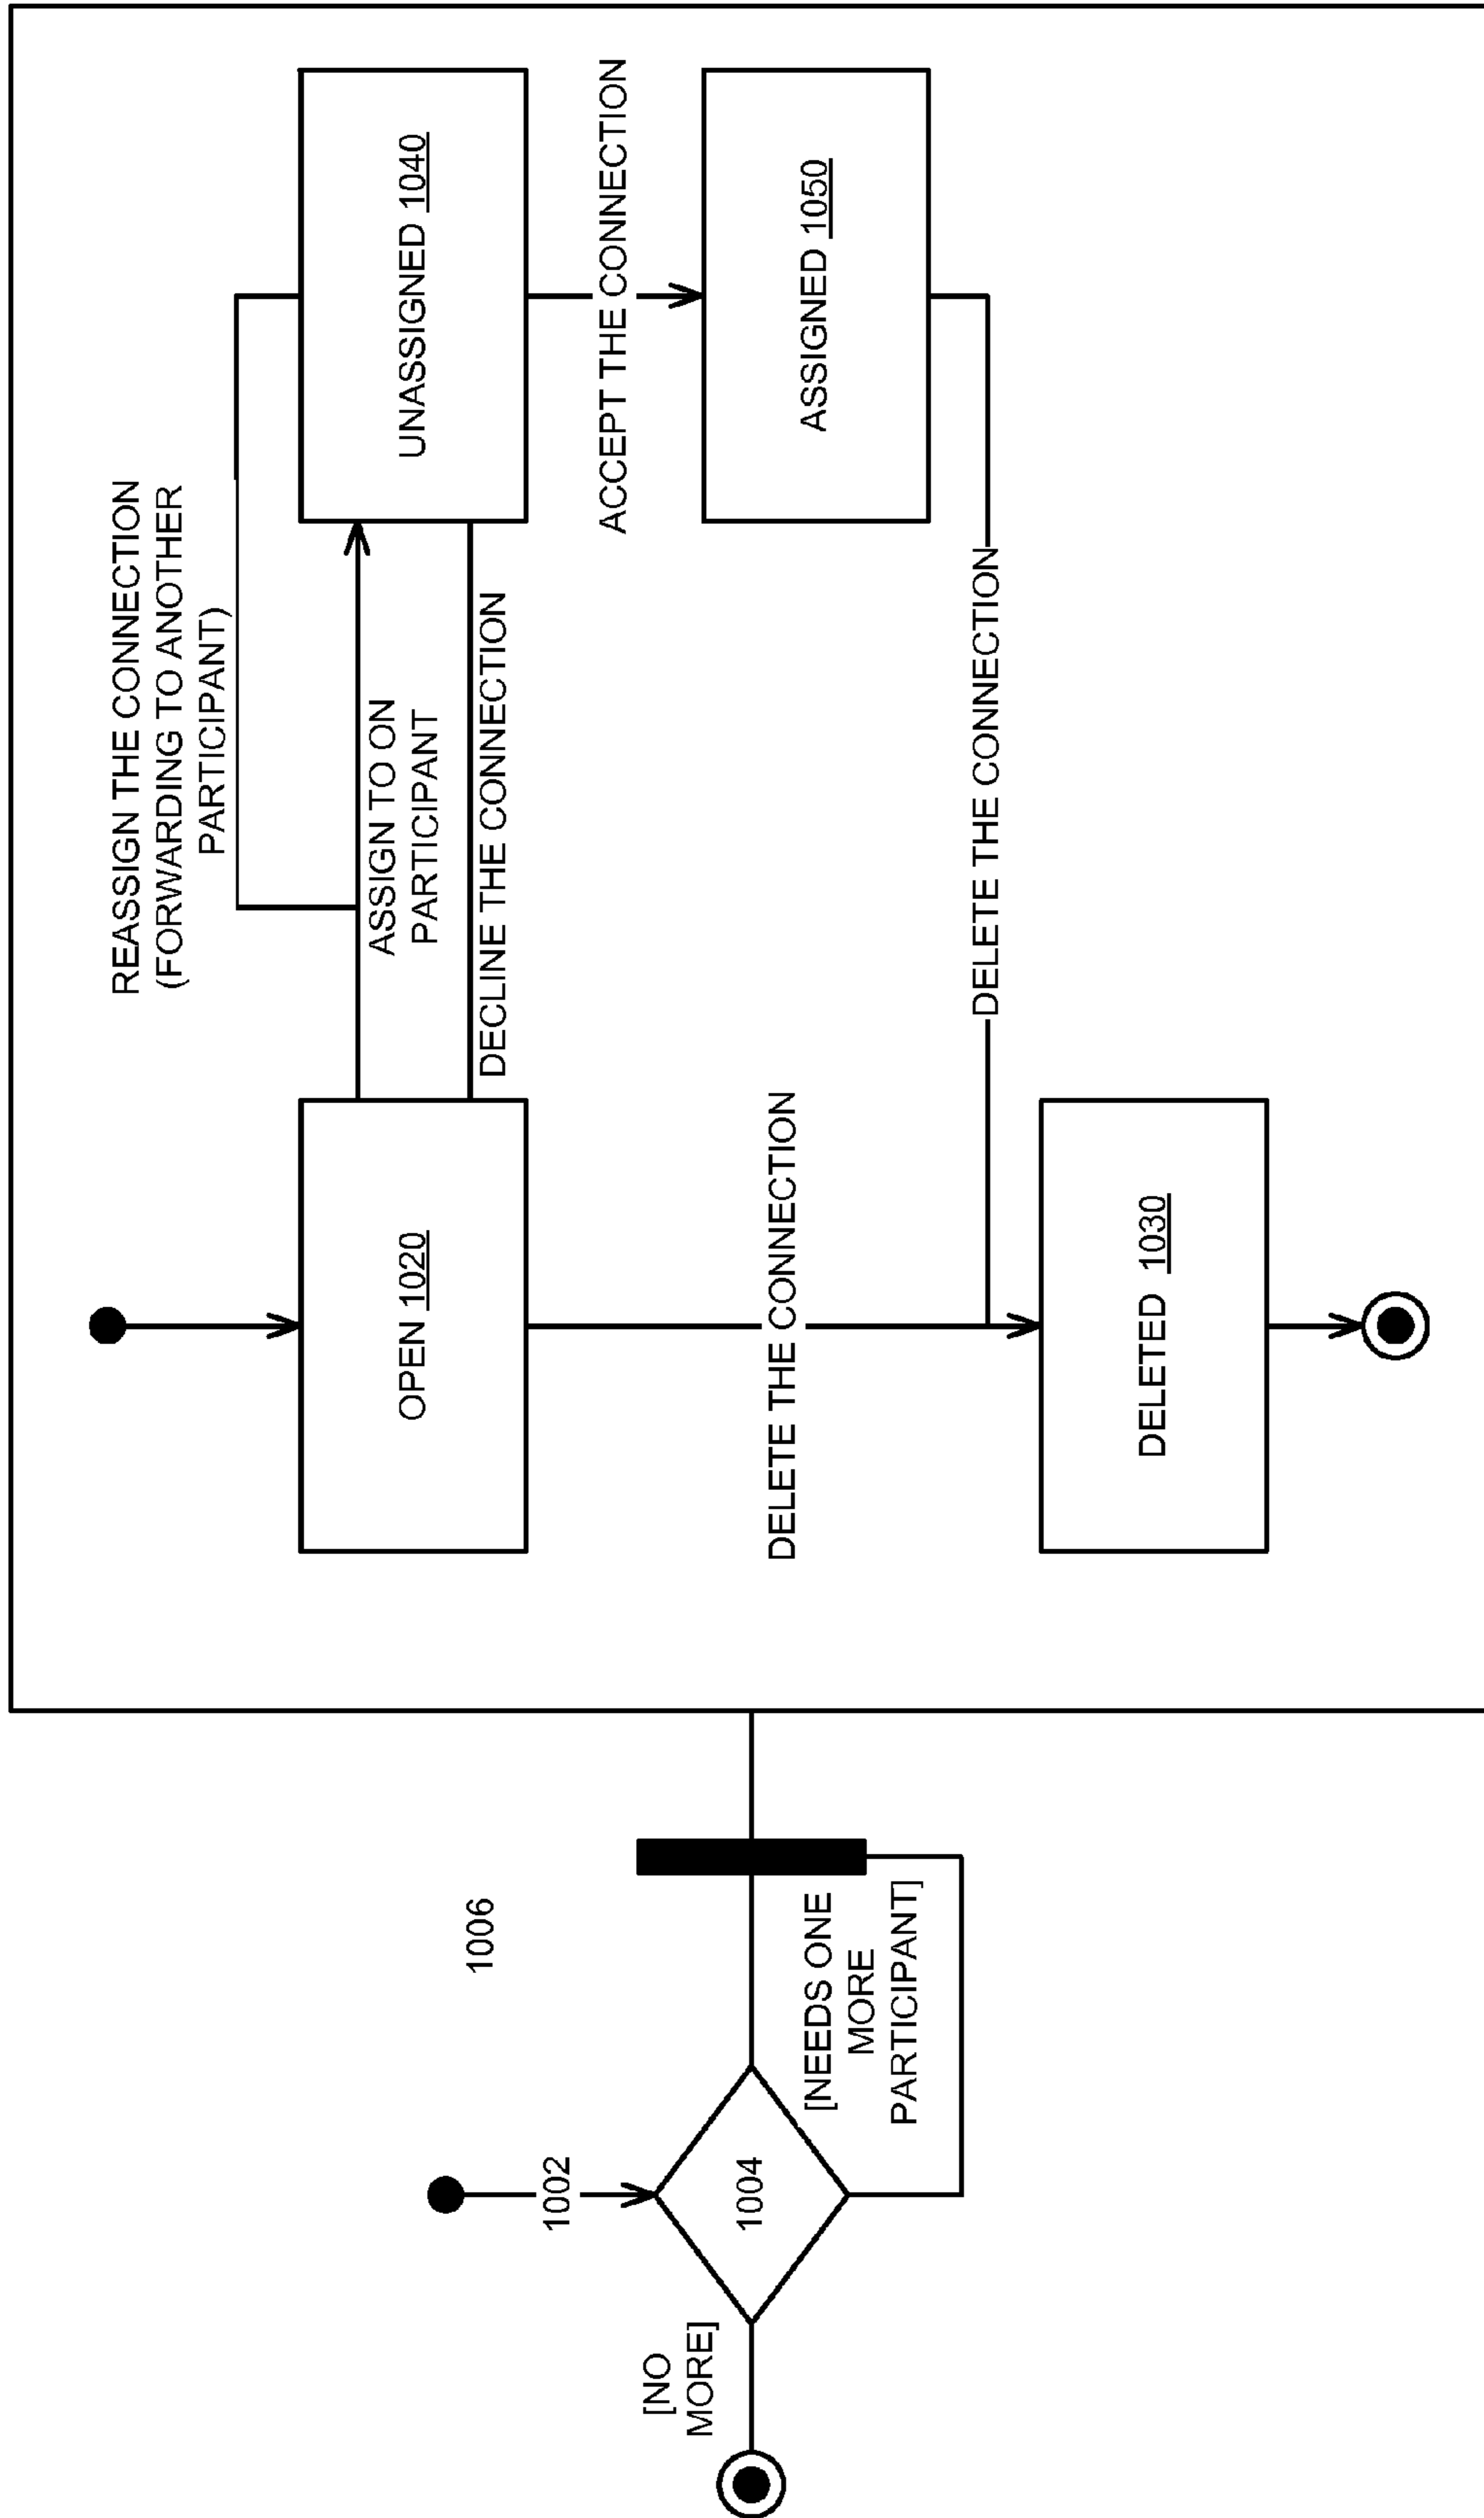 1002
1004
[NO
MORE]
1006
[NEEDS ONE
MORE
PARTICIPANT]
REASSIGN THE CONNECTION
(FORWARDING TO ANOTHER
PARTICIPANT)
OPEN 1020
ASSIGN TO ON
PARTICIPANT
DECLINE THE CONNECTION
UNASSIGNED 1040
ACCEPT THE CONNECTION
DELETE THE CONNECTION
ASSIGNED 1050
DELETE THE CONNECTION
DELETED 1030